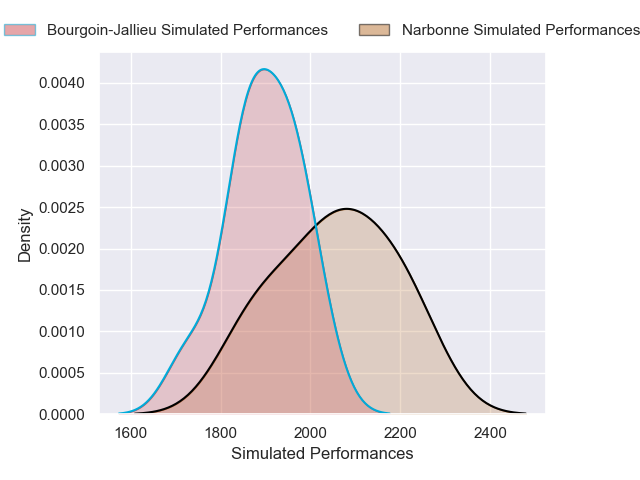 Bourgoin-Jallieu Simulated Performances Narbonne Simulated Performances
0.0040
0.0035
0.0030
0.0025
0.0020
0.0015
0.0010
0.0005
0.0000
Density
1600 1800 2000 2200 2400
Simulated Performances